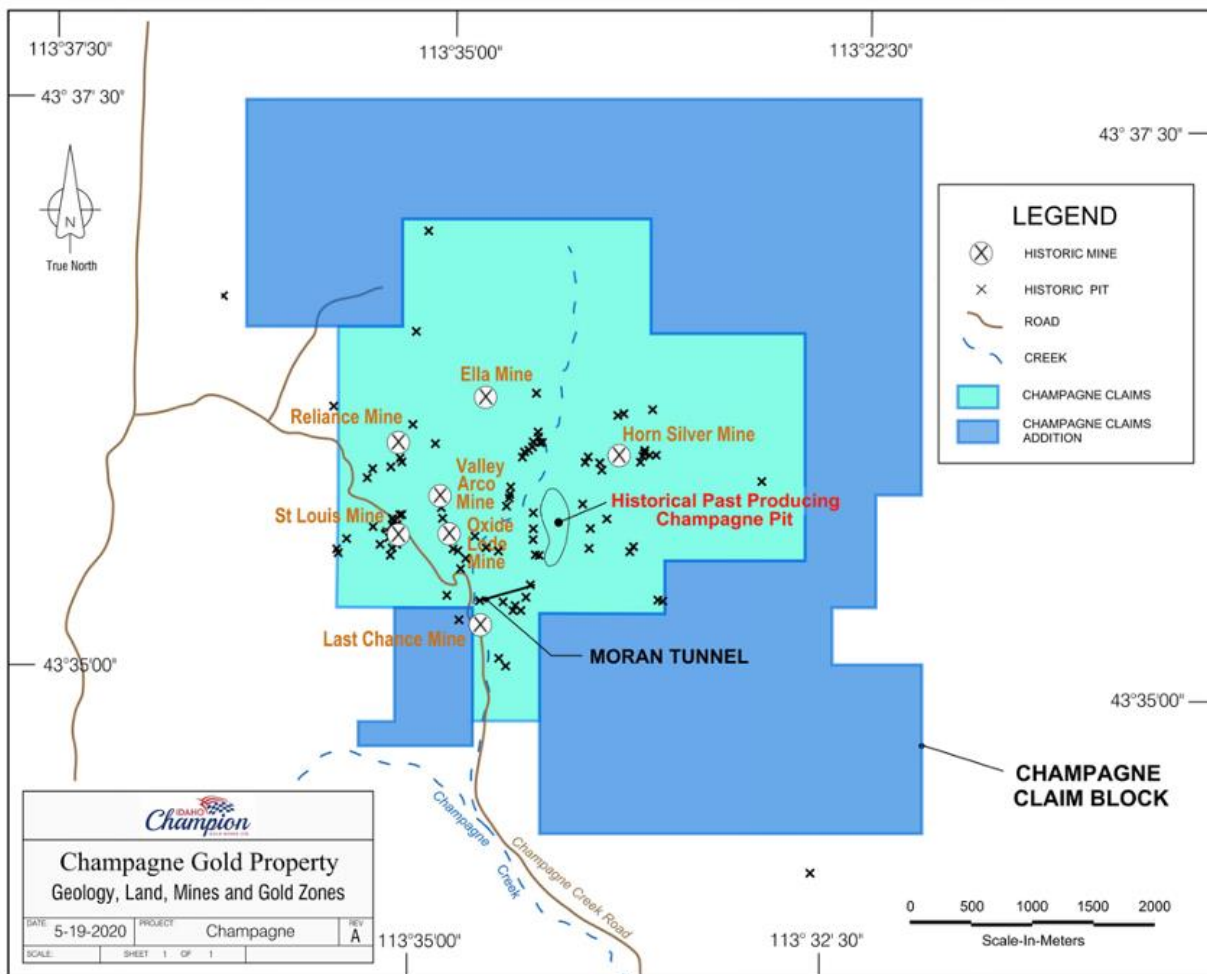 113°37'30"
113°35'00"
113°32'30"
43° 37' 30"
43° 37' 30"
N
True North
LEGEND
HISTORIC MINE
HISTORIC PIT
ROAD
CREEK
CHAMPAGNE CLAIMS
CHAMPAGNE CLAIMS
ADDITION
Ella Mine
Reliance Mine
Horn Silver Mine
Valley
Arco
Mine
St Louis Mine
Oxide
Lode
Mine
Historical Past Producing
Champagne Pit
Last Chance Mine
MORAN TUNNEL
43°35'00"
43°35'00"
CHAMPAGNE
CLAIM BLOCK
Champagne
Creek
Champagne Creek Road
IDAHO
Champion
Champagne Gold Property
Geology, Land, Mines and Gold Zones
DATE: 5-19-2020 PROJECT: Champagne REV A
SCALE: SHEET 1 OF 1
0 500 1000 1500 2000
Scale-In-Meters
113°35'00"
113° 32' 30"